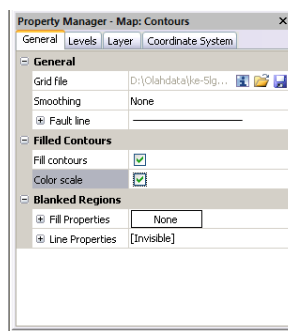 Property Manager - Map: Contours
General Levels Layer Coordinate System
General
Grid file D:\Olahdata\ke-5lg...
Smoothing None
Fault line
Filled Contours
Fill contours
Color scale
Blanked Regions
Fill Properties None
Line Properties [Invisible]